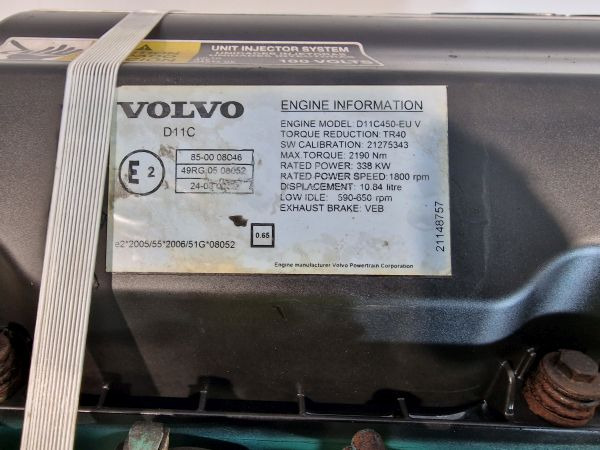 UNIT INJECTOR SYSTEM
100 VOLTS
VOLVO
D11C
E 2
85-00 08046
49RG 05 08052
24-03
0.65
e2*2005/55*2006/51G*08052
ENGINE INFORMATION
ENGINE MODEL: D11C450-EU V
TORQUE REDUCTION: TR40
SW CALIBRATION: 21275343
MAX TORQUE: 2190 Nm
RATED POWER: 338 KW
RATED POWER SPEED: 1800 rpm
DISPLACEMENT: 10.84 litre
LOW IDLE: 590-650 rpm
EXHAUST BRAKE: VEB
Engine manufacturer Volvo Powertrain Corporation
21148757